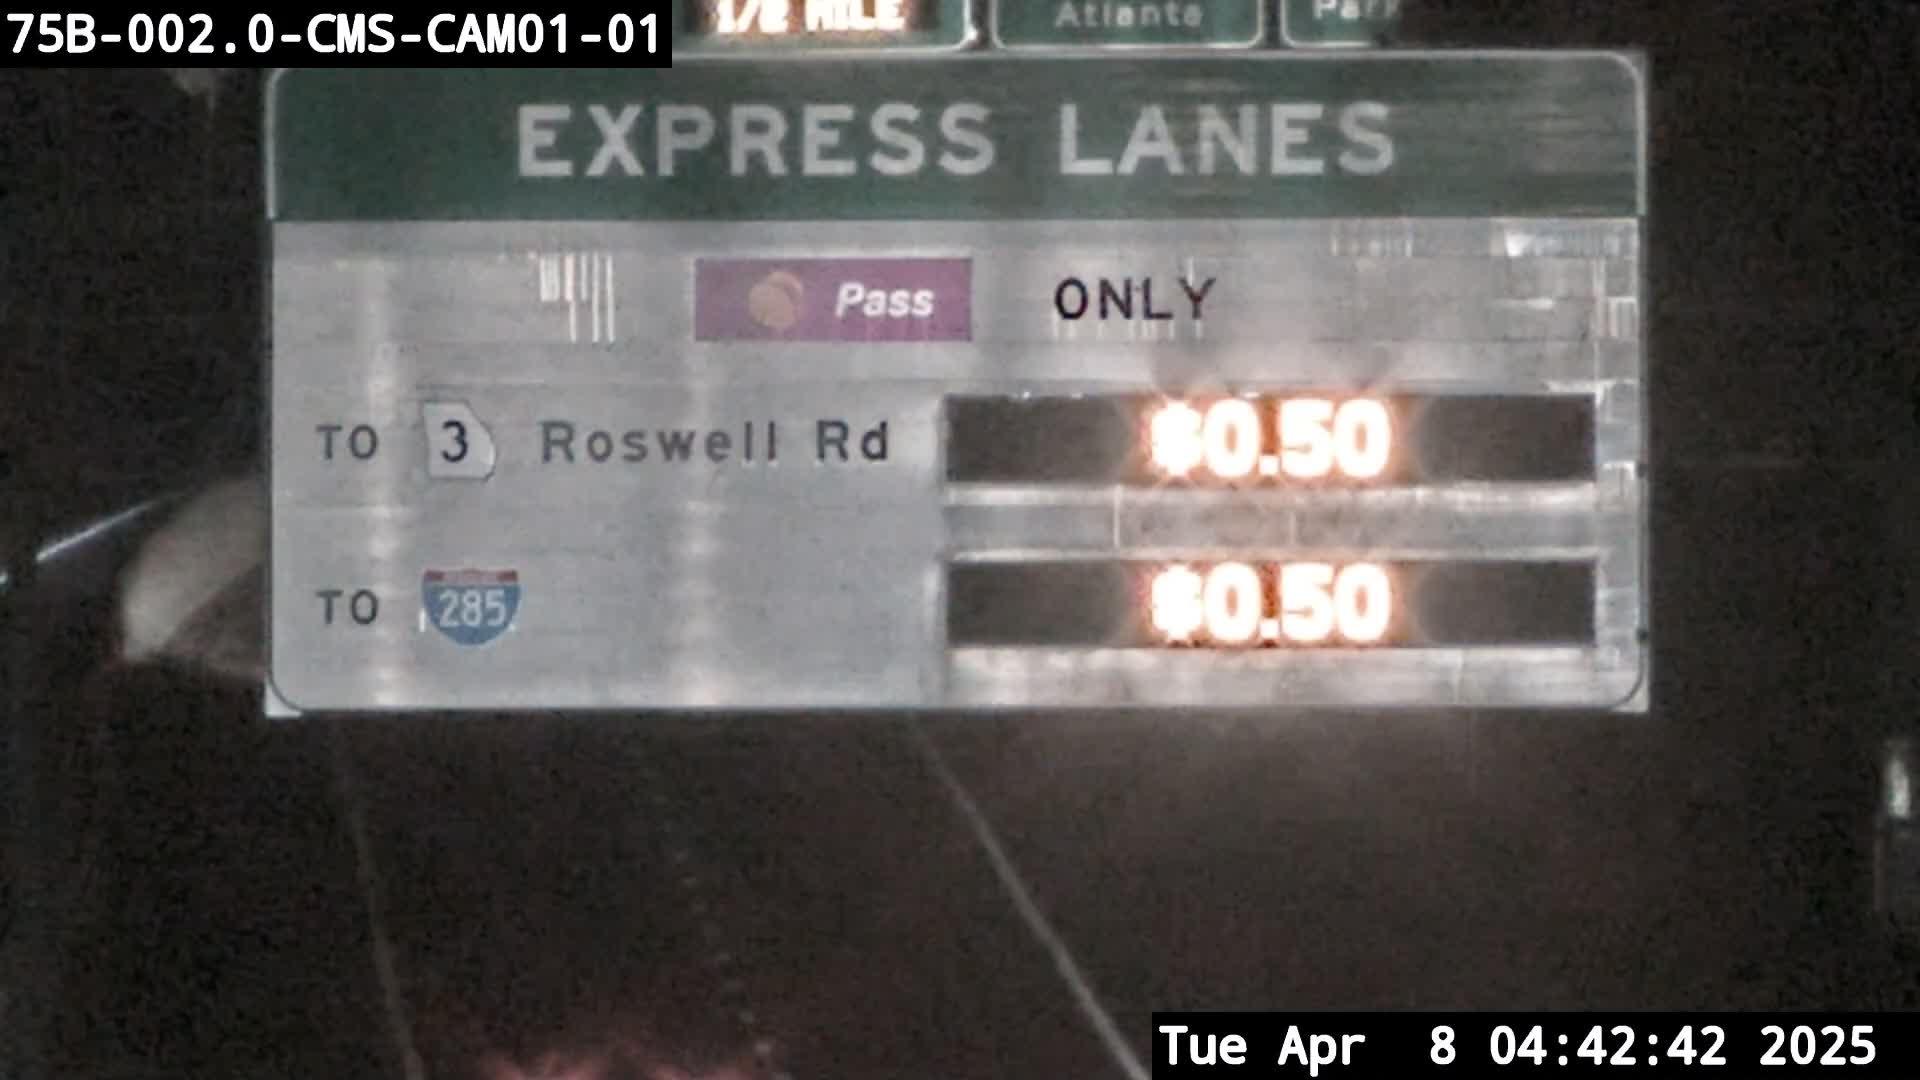 75B-002.0-CMS-CAM01-01
1/2 MILE
Atlanta
EXPRESS LANES
Pass ONLY
TO 3 Roswell Rd $0.50
TO 285 $0.50
Tue Apr 8 04:42:42 2025